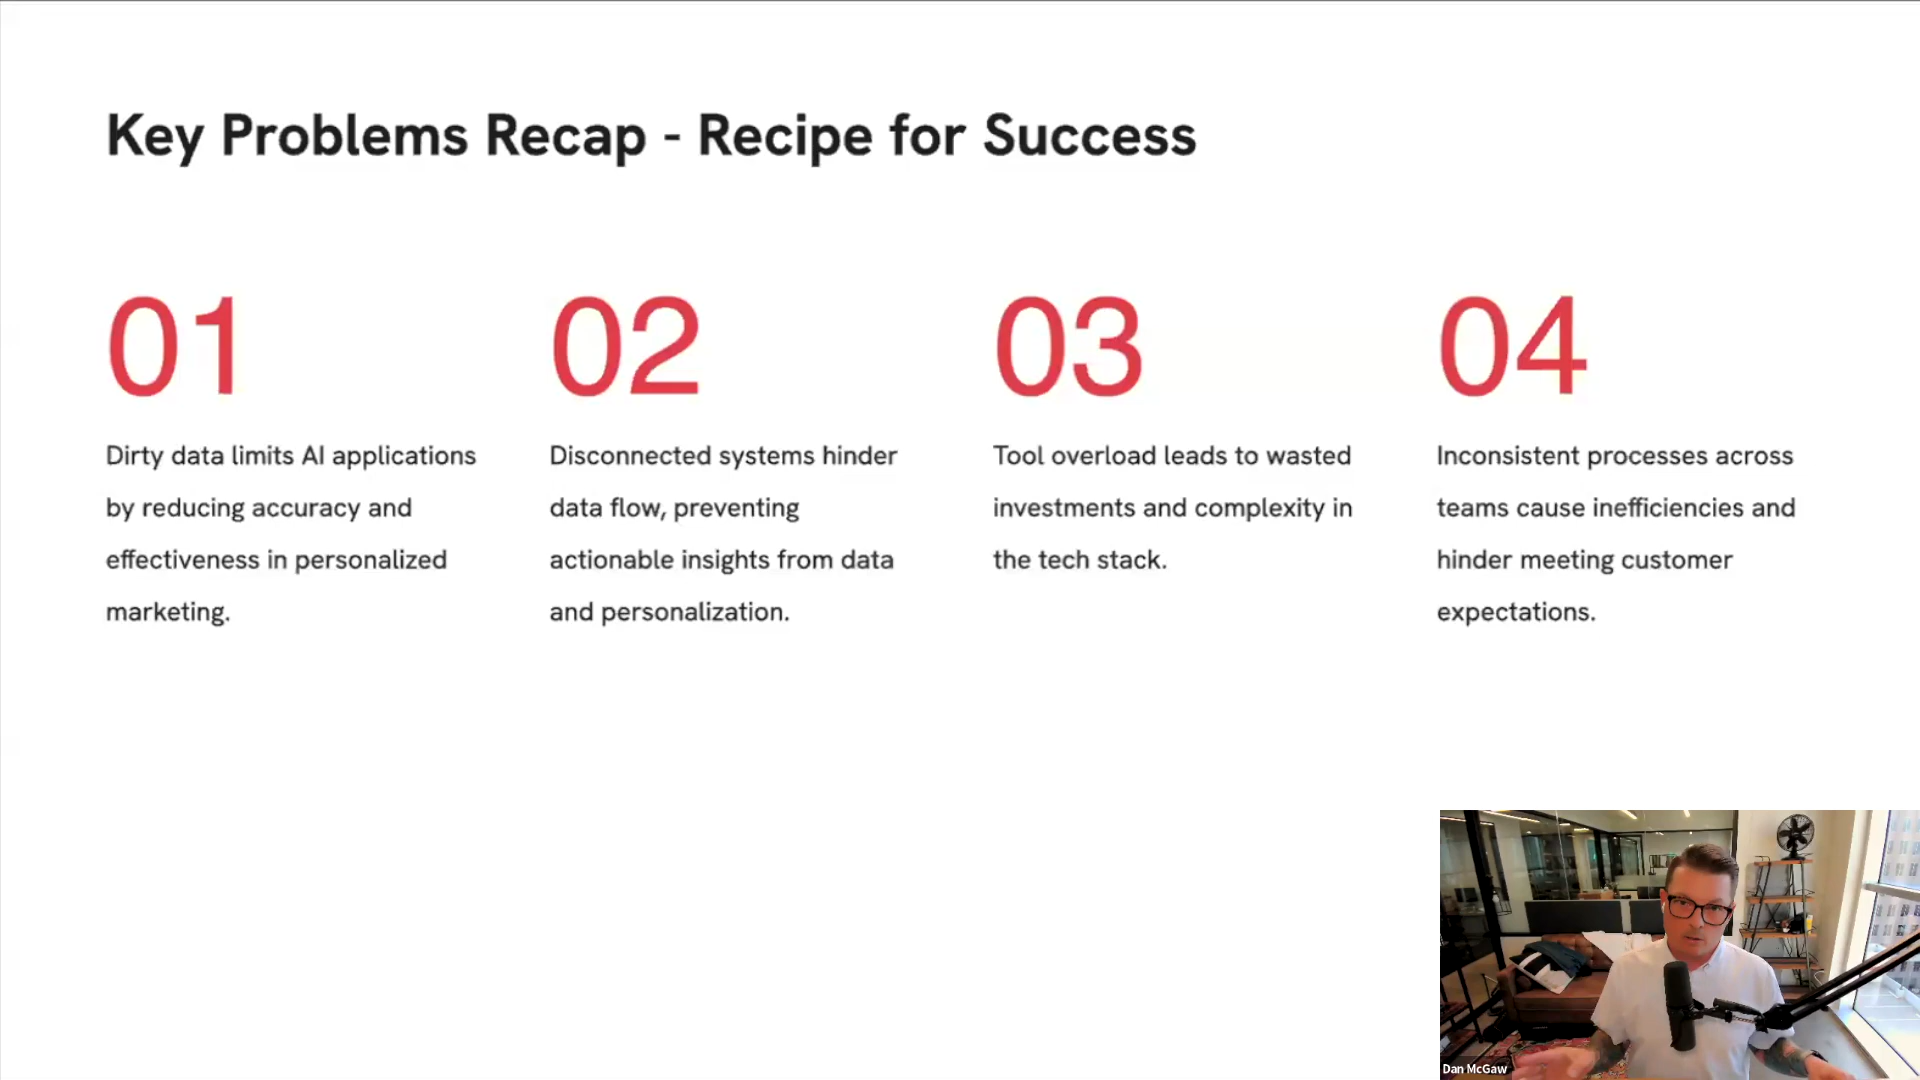 Key Problems Recap - Recipe for Success
01
Dirty data limits AI applications
by reducing accuracy and
effectiveness in personalized
marketing.
02
Disconnected systems hinder
data flow, preventing
actionable insights from data
and personalization.
03
Tool overload leads to wasted
investments and complexity in
the tech stack.
04
Inconsistent processes across
teams cause inefficiencies and
hinder meeting customer
expectations.
Dan McGaw